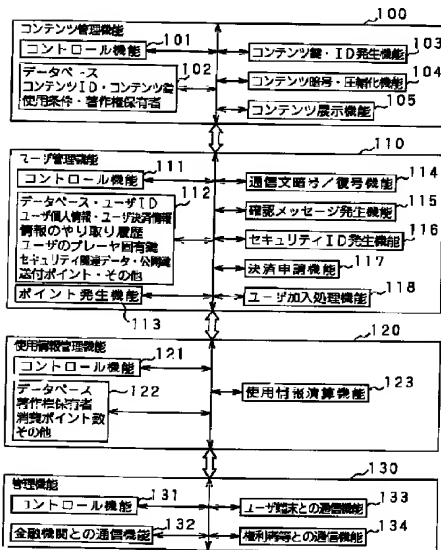 100
コンテンツ管理機能
コントロール機能
101
コンテンツ鍵・ID発生機能
103
データベース
コンテンツID・コンテンツ鍵
使用条件・著作権保有者
102
コンテンツ暗号・圧縮化機能
104
コンテンツ展示機能
105
110
ユーザ管理機能
コントロール機能
111
通信文暗号/復号機能
114
データベース・ユーザID
ユーザ個人情報・ユーザ決済情報
情報のやり取り履歴
ユーザのプレーヤ固有鍵
セキュリティ関連データ・公開鍵
送付ポイント・その他
112
確認メッセージ発生機能
115
セキュリティID発生機能
116
決済申請機能
117
ポイント発生機能
113
ユーザ加入処理機能
118
120
使用情報管理機能
コントロール機能
121
データベース
著作権保有者
消費ポイント数
その他
122
使用情報演算機能
123
130
管理機能
コントロール機能
131
ユーザ端末との通信機能
133
金融機関との通信機能
132
権利者等との通信機能
134